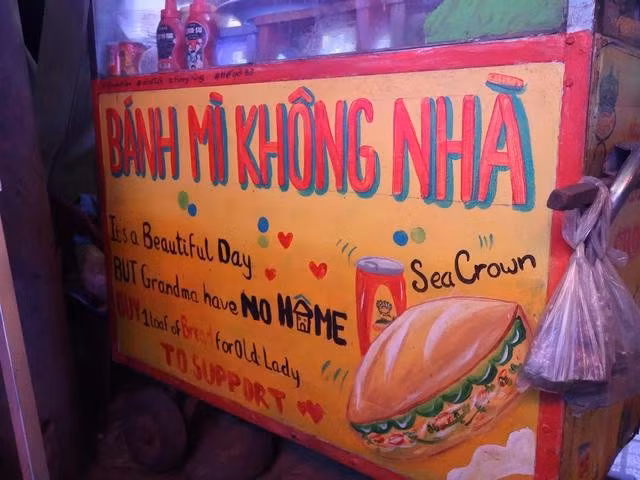 BÁNH MÌ KHÔNG NHÀ
It's a Beautiful Day
BUT Grandma have NO HOME
BUY 1 loaf of Bread for Old Lady
TO SUPPORT
Sea Crown